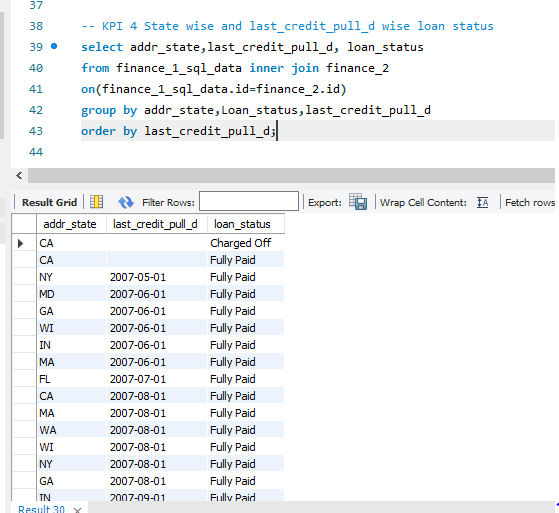 37
38 -- KPI 4 State wise and last_credit_pull_d wise loan status
39 select addr_state,last_credit_pull_d, loan_status
40 from finance_1_sql_data inner join finance_2
41 on(finance_1_sql_data.id=finance_2.id)
42 group by addr_state,Loan_status,last_credit_pull_d
43 order by last_credit_pull_d;
44
Result Grid Filter Rows: Export: Wrap Cell Content: IA Fetch rows
addr_state last_credit_pull_d loan_status
CA Charged Off
CA Fully Paid
NY 2007-05-01 Fully Paid
MD 2007-06-01 Fully Paid
GA 2007-06-01 Fully Paid
WI 2007-06-01 Fully Paid
IN 2007-06-01 Fully Paid
MA 2007-06-01 Fully Paid
FL 2007-07-01 Fully Paid
CA 2007-08-01 Fully Paid
MA 2007-08-01 Fully Paid
WA 2007-08-01 Fully Paid
WI 2007-08-01 Fully Paid
NY 2007-08-01 Fully Paid
GA 2007-08-01 Fully Paid
IN 2007-09-01 Fully Paid
Result 30 ×